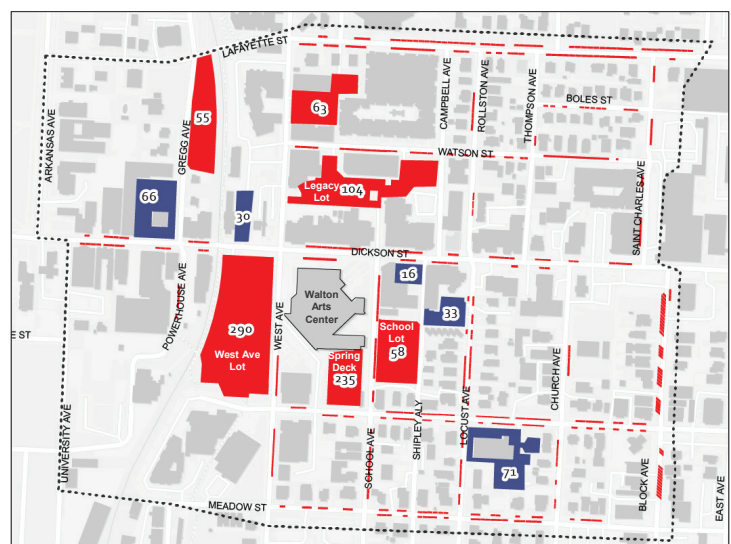 LAFAYETTE ST
ARKANSAS AVE
GREGG AVE
55
63
CAMPBELL AVE
ROLLSTON AVE
THOMPSON AVE
BOLES ST
WATSON ST
SAINT CHARLES AVE
66
30
Legacy
Lot
104
DICKSON ST
16
POWERHOUSE AVE
WEST AVE
Walton
Arts
Center
290
West Ave
Lot
33
School
Lot
58
Spring
Deck
235
E ST
UNIVERSITY AVE
SCHOOL AVE
SHIPLEY ALY
LOCUST AVE
CHURCH AVE
71
BLOCK AVE
EAST AVE
MEADOW ST